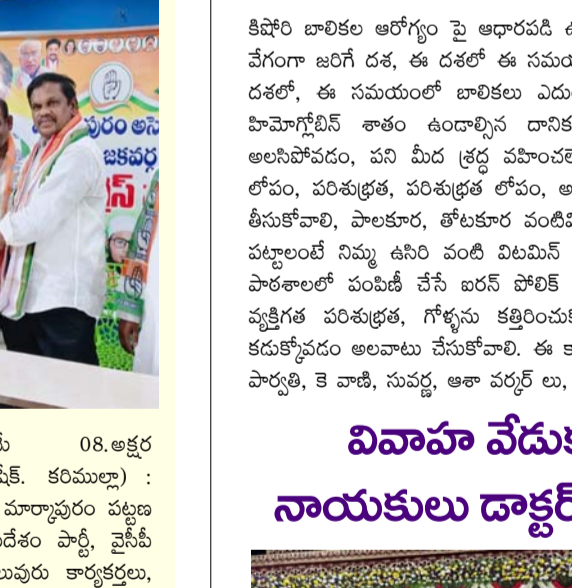 పురం అసె
జకవర్గ
గ్రెస్
మే 08.అక్షర
షేక్. కరిముల్లా) :
మార్కాపురం పట్టణ
దేశం పార్టీ, వైసీపీ
లువురు కార్యకర్తలు,
కిషోరి బాలికల ఆరోగ్యం పై ఆధారపడి ఉ
వేగంగా జరిగే దశ, ఈ దశలో ఈ సమయ
దశలో, ఈ సమయంలో బాలికలు ఎదు
హిమోగ్లోబిన్ శాతం ఉండాల్సిన దానిక
అలసిపోవడం, పని మీద శ్రద్ధ వహించలే
లోపం, పరిశుభ్రత, పరిశుభ్రత లోపం, అ
తీసుకోవాలి, పాలకూర, తోటకూర వంటివి
పట్టాలంటే నిమ్మ ఉసిరి వంటి విటమిన్
పాఠశాలలో పంపిణీ చేసే ఐరన్ పోలిక్
వ్యక్తిగత పరిశుభ్రత, గోళ్ళను కత్తిరించుక
కడుక్కోవడం అలవాటు చేసుకోవాలి. ఈ కా
పార్వతి, కె వాణి, సువర్ణ, ఆశా వర్కర్ లు,
వివాహ వేడుక
నాయకులు డాక్టర్